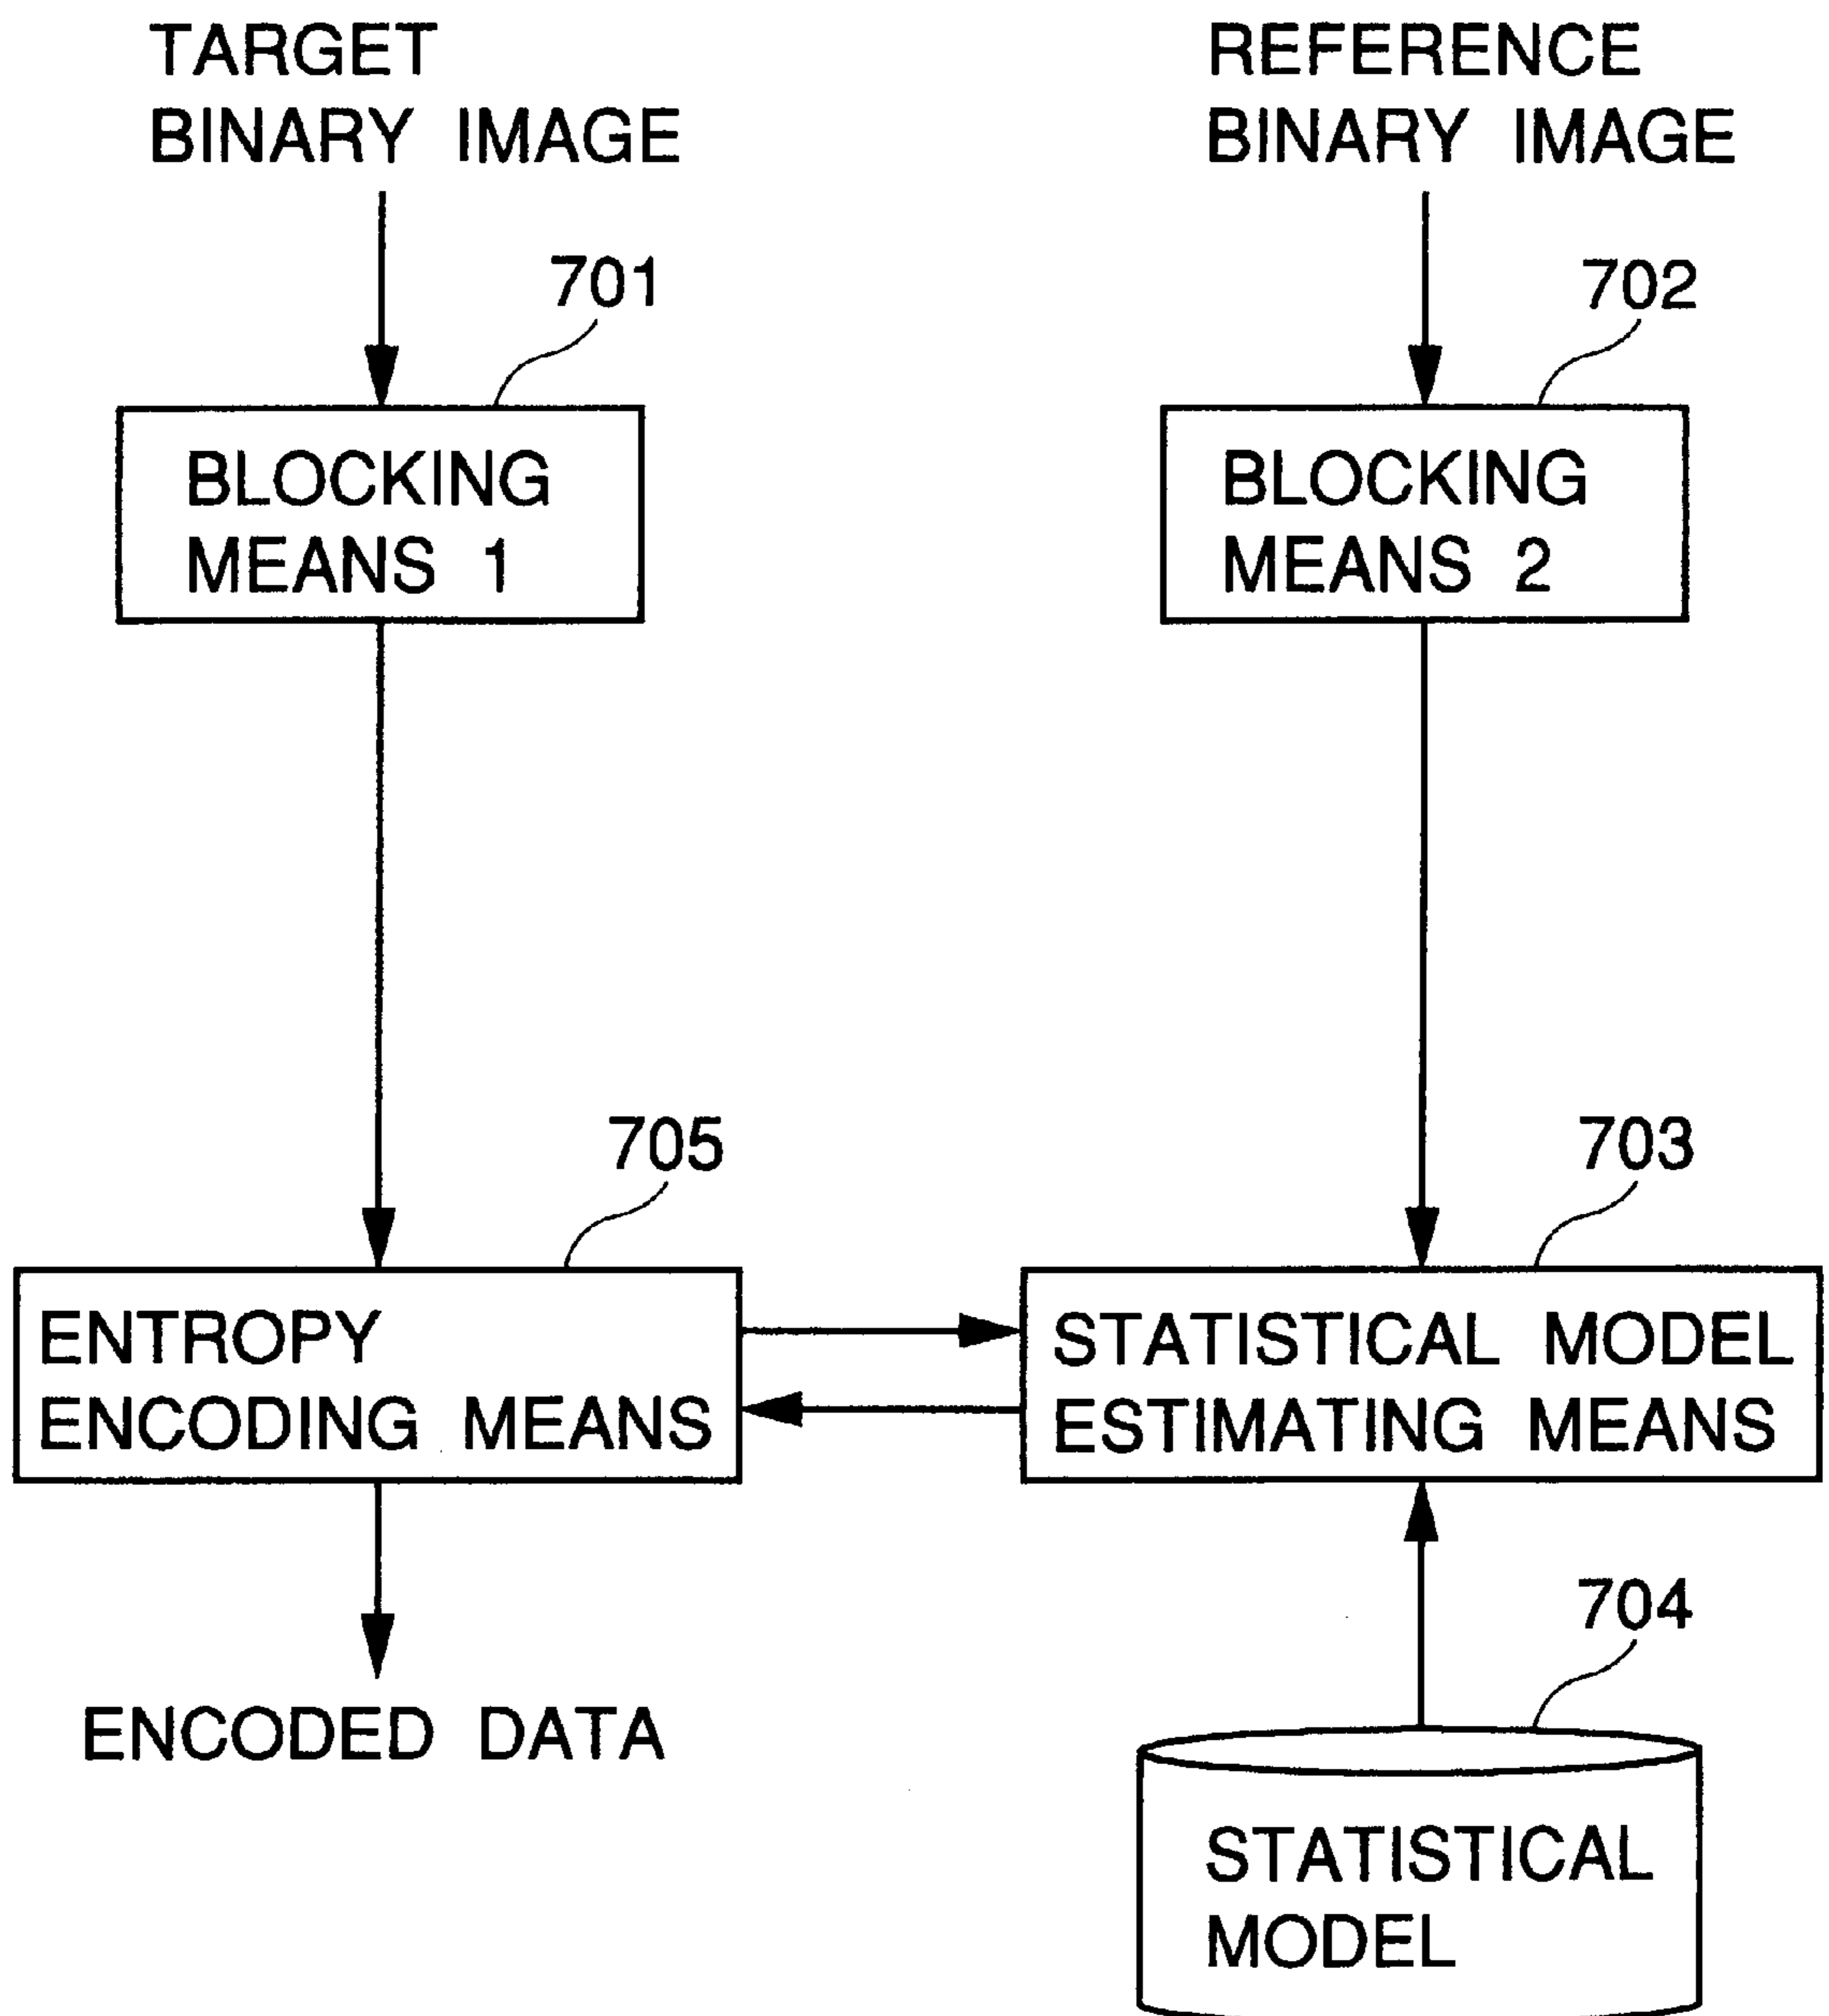 TARGET
BINARY IMAGE
REFERENCE
BINARY IMAGE
701
702
BLOCKING
MEANS 1
BLOCKING
MEANS 2
705
703
ENTROPY
ENCODING MEANS
STATISTICAL MODEL
ESTIMATING MEANS
704
ENCODED DATA
STATISTICAL
MODEL